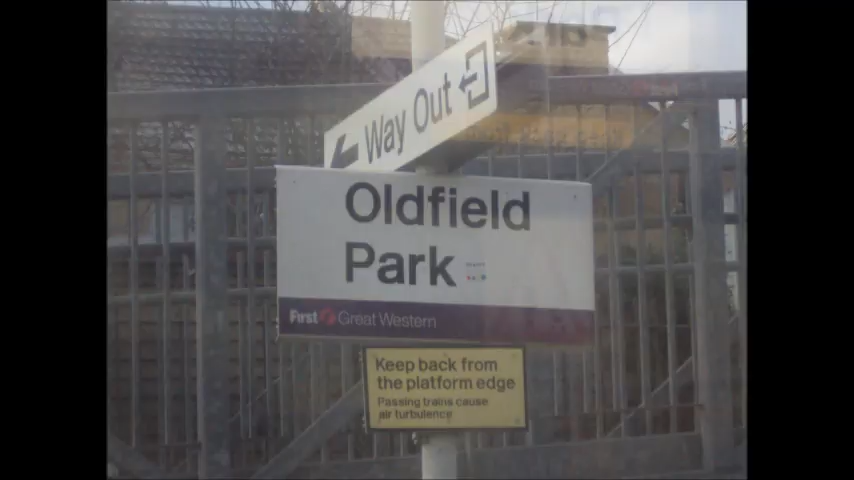 Way Out
Oldfield
Park
First Great Western
Keep back from
the platform edge
Passing trains cause
air turbulence